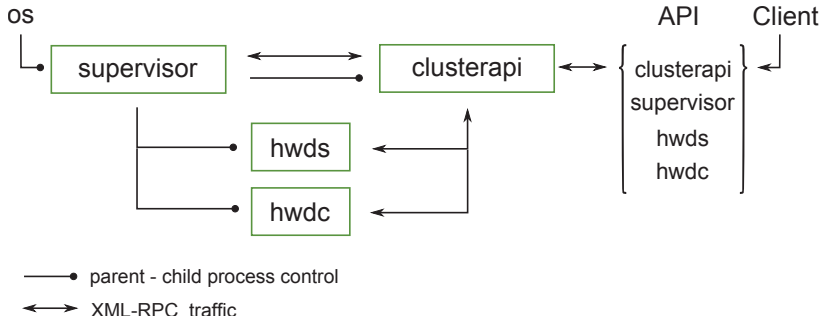 os
API
Client
supervisor
clusterapi
clusterapi
supervisor
hwds
hwdc
hwds
hwdc
parent - child process control
XML-RPC traffic